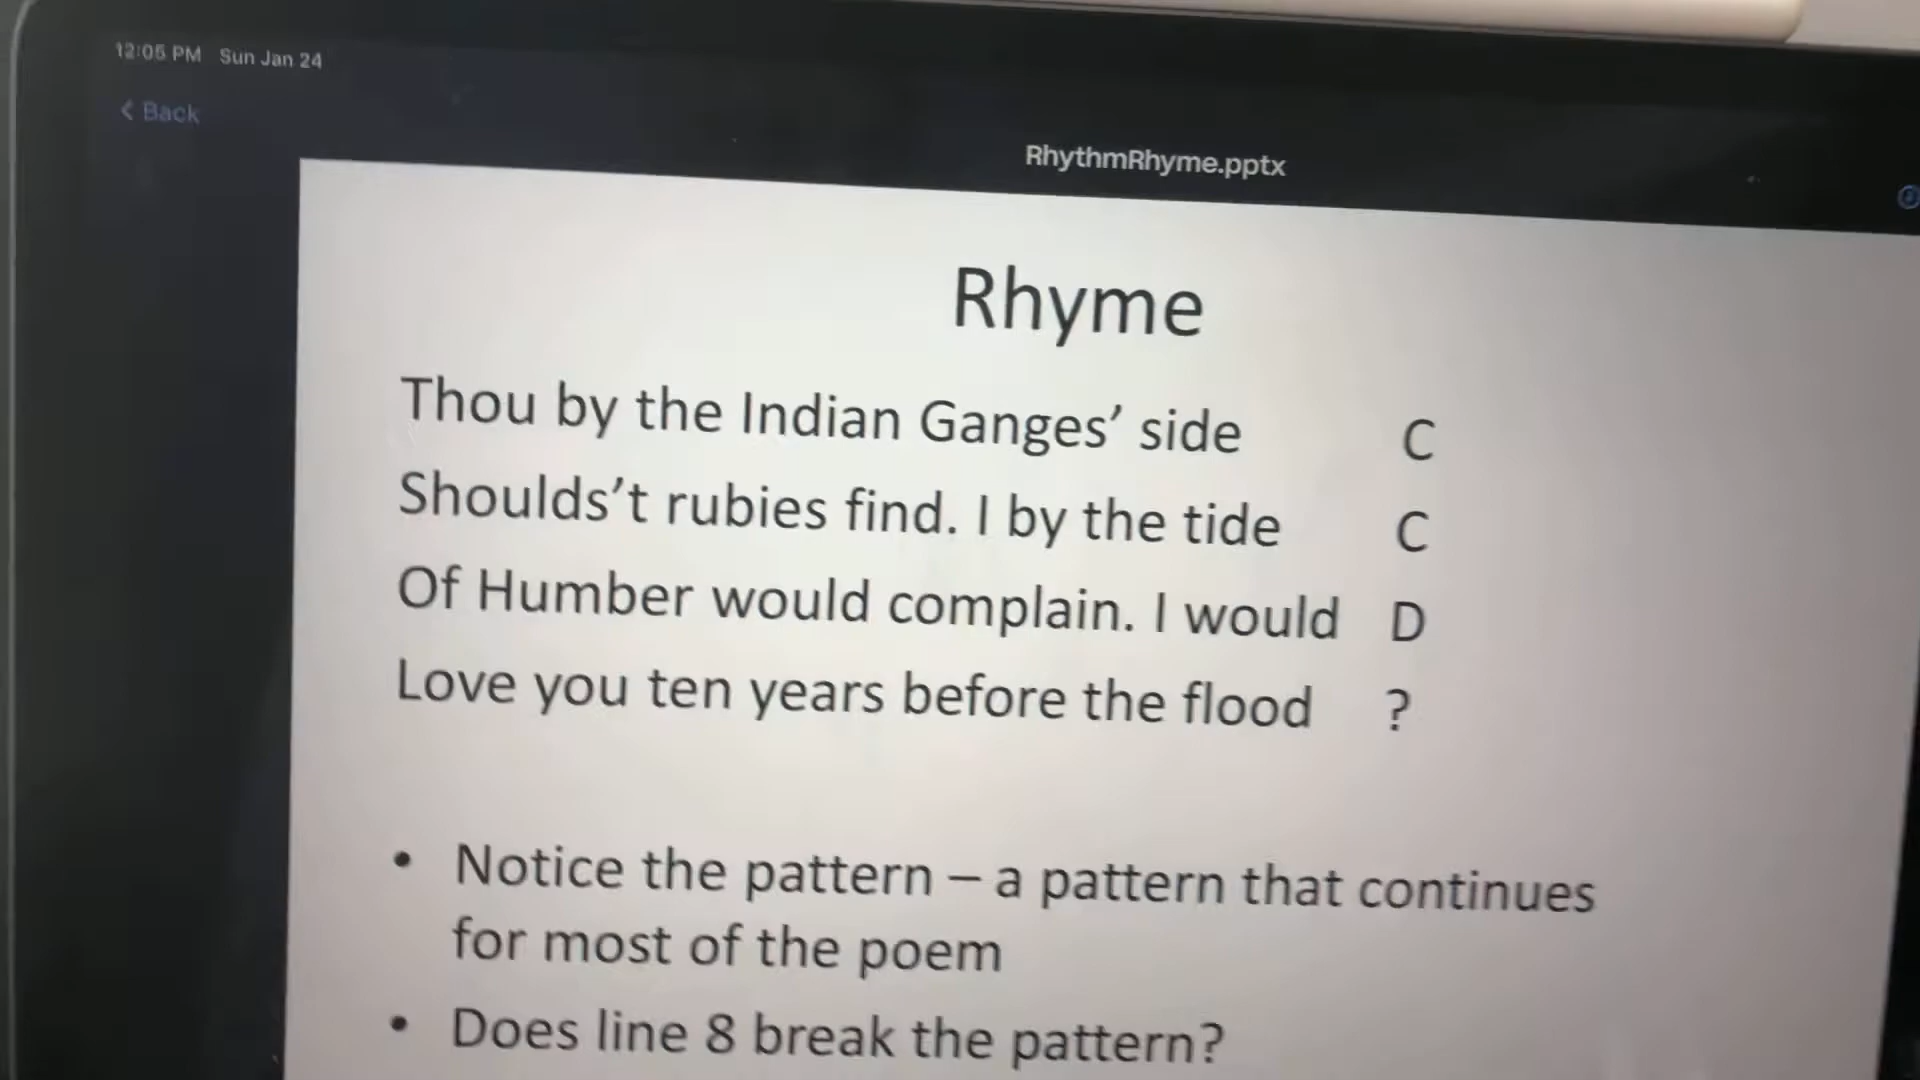 12:05 PM Sun Jan 24
< Back
RhythmRhyme.pptx
Rhyme
Thou by the Indian Ganges’ side C
Shoulds’t rubies find. I by the tide C
Of Humber would complain. I would D
Love you ten years before the flood ?
• Notice the pattern – a pattern that continues
for most of the poem
• Does line 8 break the pattern?